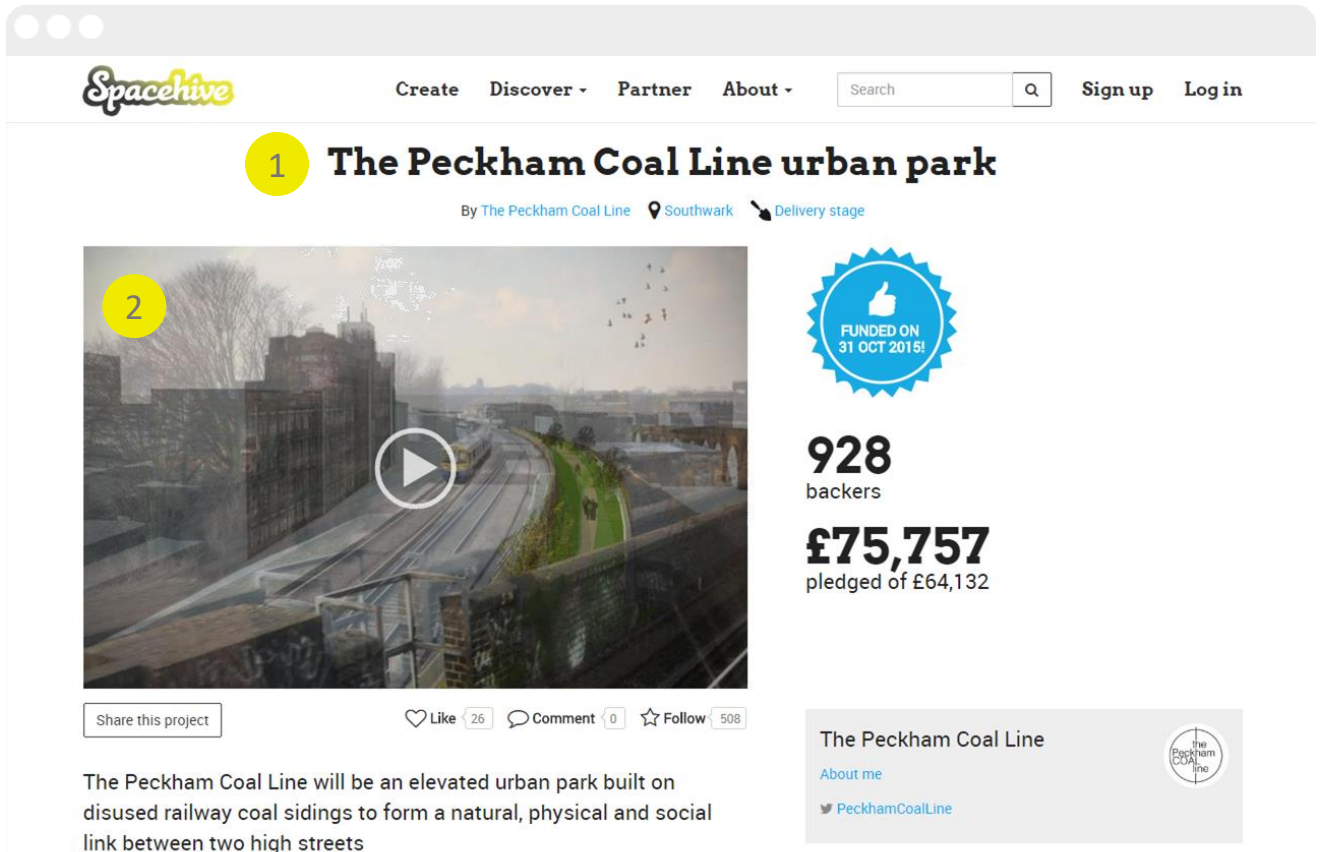 Spacehive
Create Discover Partner About Search Sign up Log in
1 The Peckham Coal Line urban park
By The Peckham Coal Line Southwark Delivery stage
2
FUNDED ON
31 OCT 2015!
928
backers
£75,757
pledged of £64,132
Share this project Like 26 Comment 0 Follow 508
The Peckham Coal Line will be an elevated urban park built on
disused railway coal sidings to form a natural, physical and social
link between two high streets
The Peckham Coal Line
the
Peckham
COAL
line
About me
PeckhamCoalLine